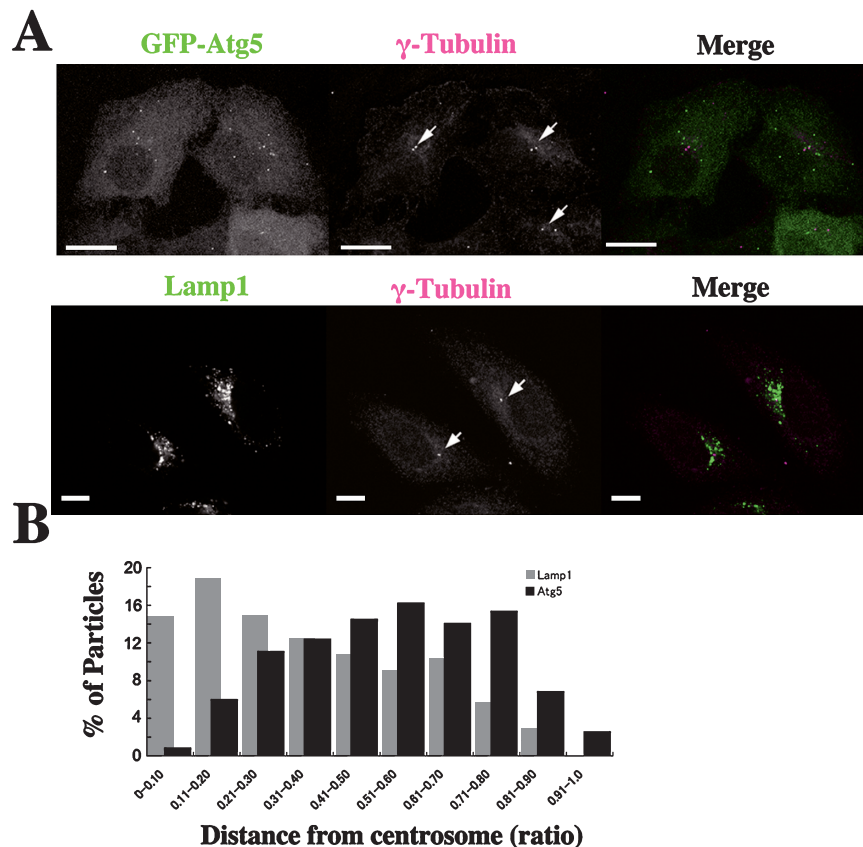 A
GFP-Atg5 γ-Tubulin Merge
Lamp1 γ-Tubulin Merge
B
% of Particles
20
16
12
8
4
0
Lamp1
Atg5
0–0.10 0.11–0.20 0.21–0.30 0.31–0.40 0.41–0.50 0.51–0.60 0.61–0.70 0.71–0.80 0.81–0.90 0.91–1.0
Distance from centrosome (ratio)